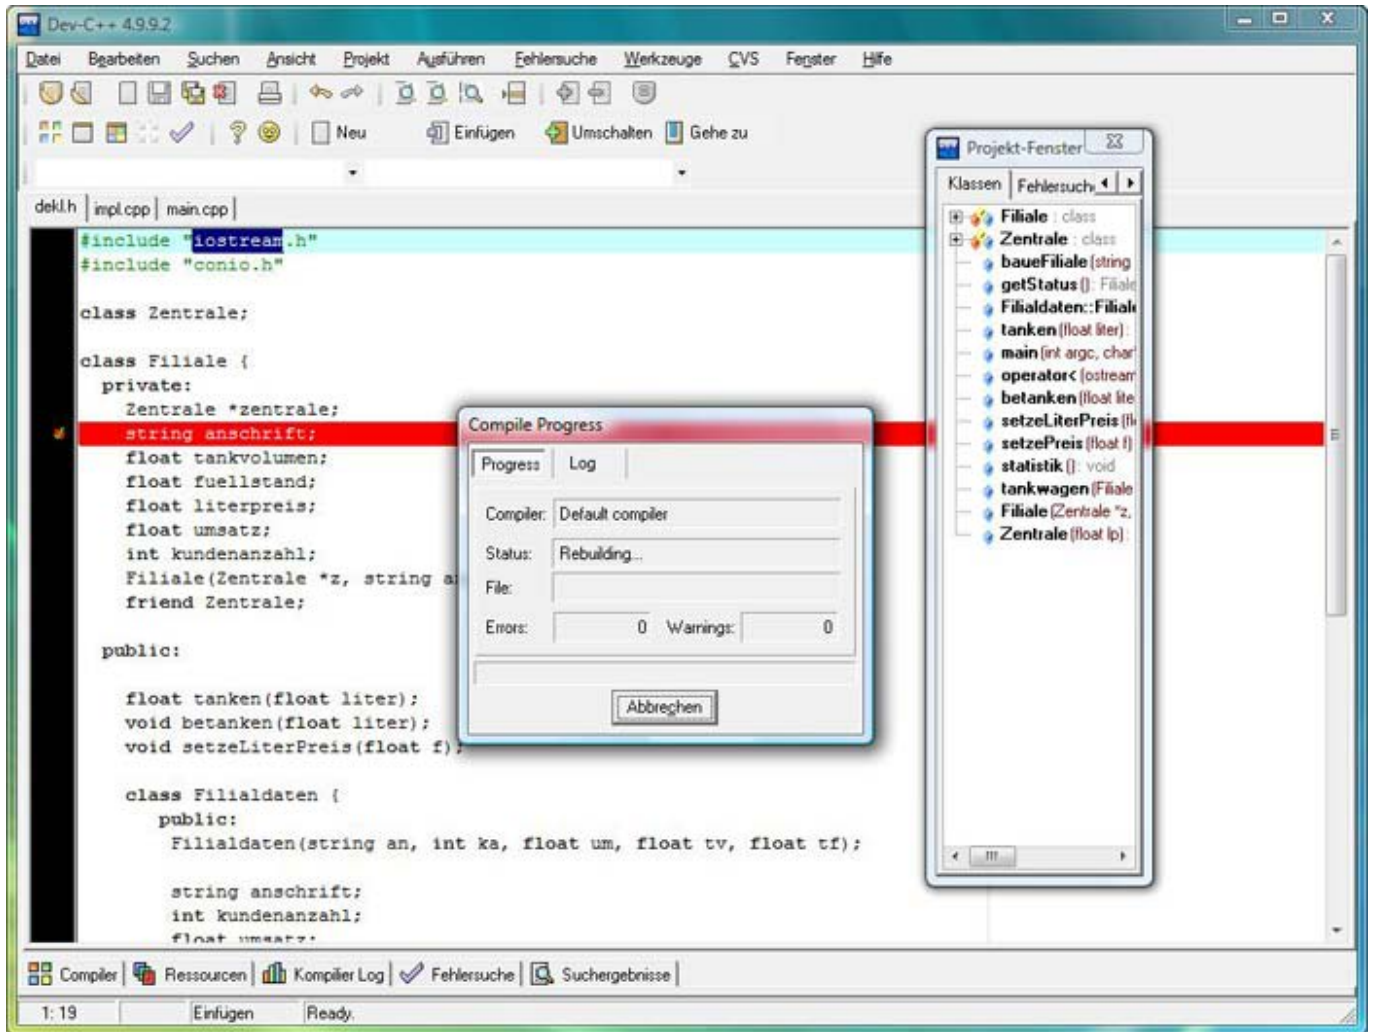 Dev-C++ 4.9.9.2
Datei Bearbeiten Suchen Ansicht Projekt Ausführen Fehlersuche Werkzeuge CVS Fenster Hilfe
Neu Einfügen Umschalten Gehe zu
dekl.h impl.cpp main.cpp
#include "iostream.h"
#include "conio.h"
class Zentrale;
class Filiale {
private:
Zentrale *zentrale;
string anschrift;
float tankvolumen;
float fuellstand;
float literpreis;
float umsatz;
int kundenanzahl;
Filiale(Zentrale *z, string a
friend Zentrale;
public:
float tanken(float liter);
void betanken(float liter);
void setzeLiterPreis(float f);
class Filialdaten {
public:
Filialdaten(string an, int ka, float um, float tv, float tf);
string anschrift;
int kundenanzahl;
float umsatz;
Compile Progress
Progress Log
Compiler: Default compiler
Status: Rebuilding...
File:
Errors: 0 Warnings: 0
Abbrechen
Projekt-Fenster
Klassen Fehlersuch
Filiale : class
Zentrale : class
baueFiliale (string
getStatus () : Filiale
Filialdaten::Filiale
tanken (float liter) :
main (int argc, char*
operator< (ostream
betanken (float lite
setzeLiterPreis (fl
setzePreis (float f)
statistik () : void
tankwagen (Filiale
Filiale (Zentrale *z,
Zentrale (float lp) :
Compiler Ressourcen Kompilier Log Fehlersuche Suchergebnisse
1: 19 Einfügen Ready.